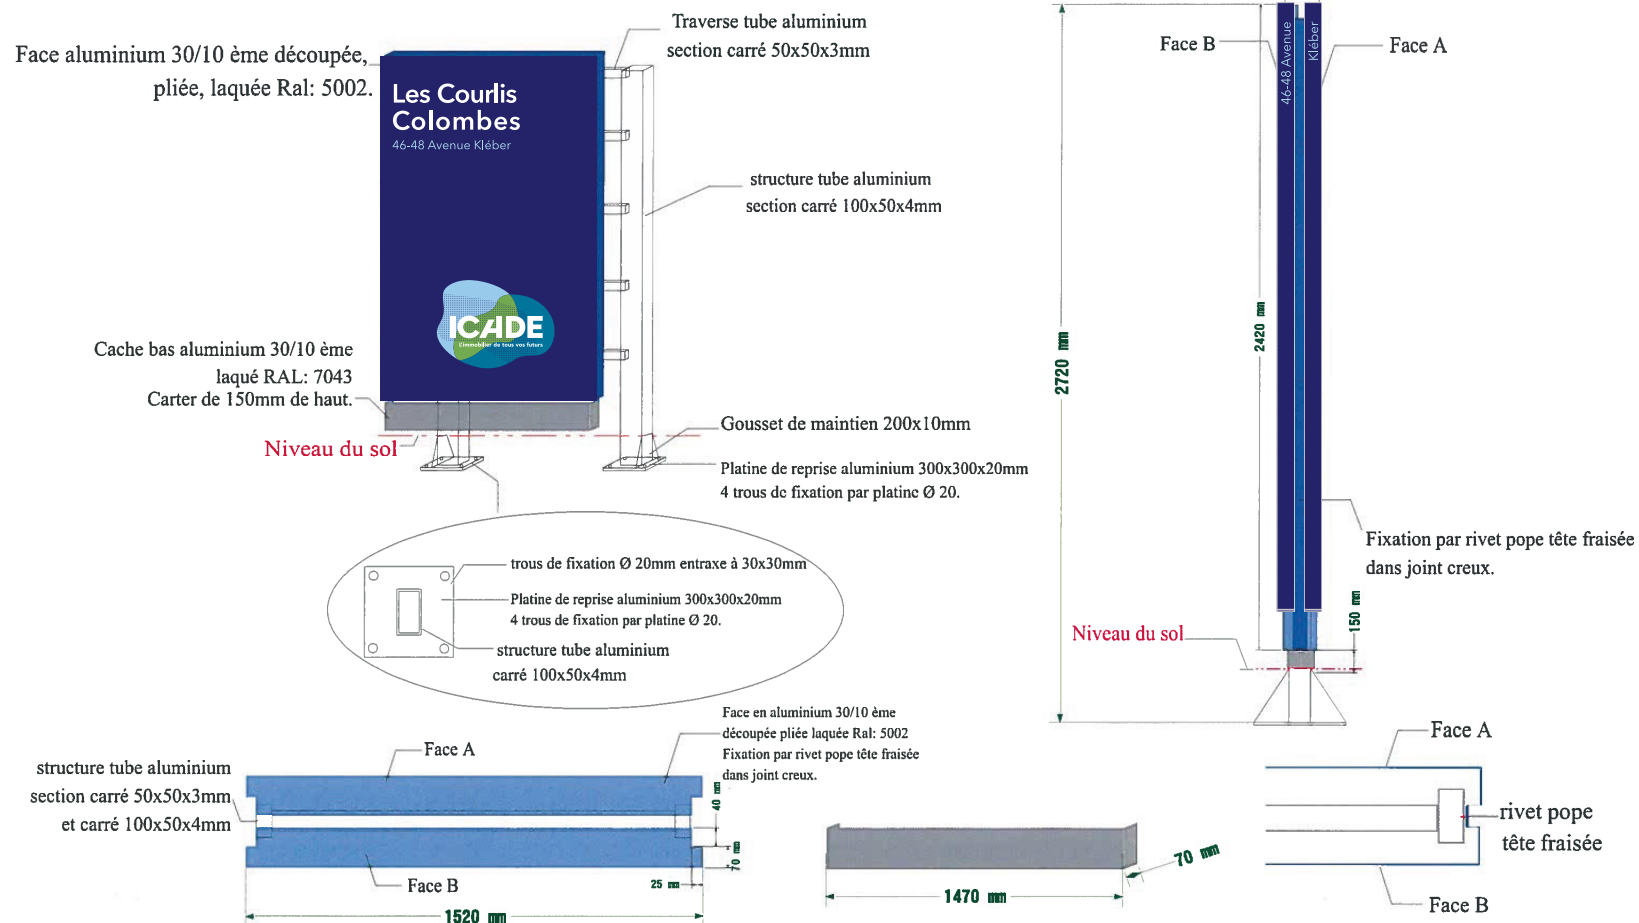 Face aluminium 30/10 ème découpée,
pliée, laquée Ral: 5002.
Les Courlis
Colombes
46-48 Avenue Kléber
ICADE
L'immobilier de tous vos futurs
Traverse tube aluminium
section carré 50x50x3mm
structure tube aluminium
section carré 100x50x4mm
Cache bas aluminium 30/10 ème
laqué RAL: 7043
Carter de 150mm de haut.
Niveau du sol
Gousset de maintien 200x10mm
Platine de reprise aluminium 300x300x20mm
4 trous de fixation par platine Ø 20.
trous de fixation Ø 20mm entraxe à 30x30mm
Platine de reprise aluminium 300x300x20mm
4 trous de fixation par platine Ø 20.
structure tube aluminium
carré 100x50x4mm
Face B
Face A
46-48 Avenue
Kléber
2720 mm
2420 mm
Fixation par rivet pope tête fraisée
dans joint creux.
150 mm
Niveau du sol
Face A
Face en aluminium 30/10 ème
découpée pliée laquée Ral: 5002
Fixation par rivet pope tête fraisée
dans joint creux.
structure tube aluminium
section carré 50x50x3mm
et carré 100x50x4mm
40 mm
70 mm
25 mm
Face B
1520 mm
70 mm
1470 mm
Face A
rivet pope
tête fraisée
Face B